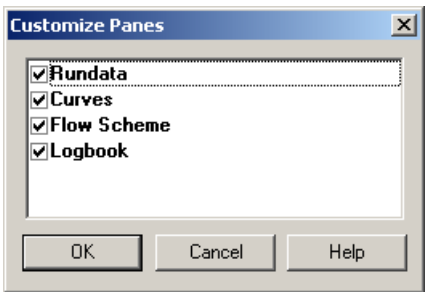 Customize Panes
Rundata
Curves
Flow Scheme
Logbook
OK Cancel Help